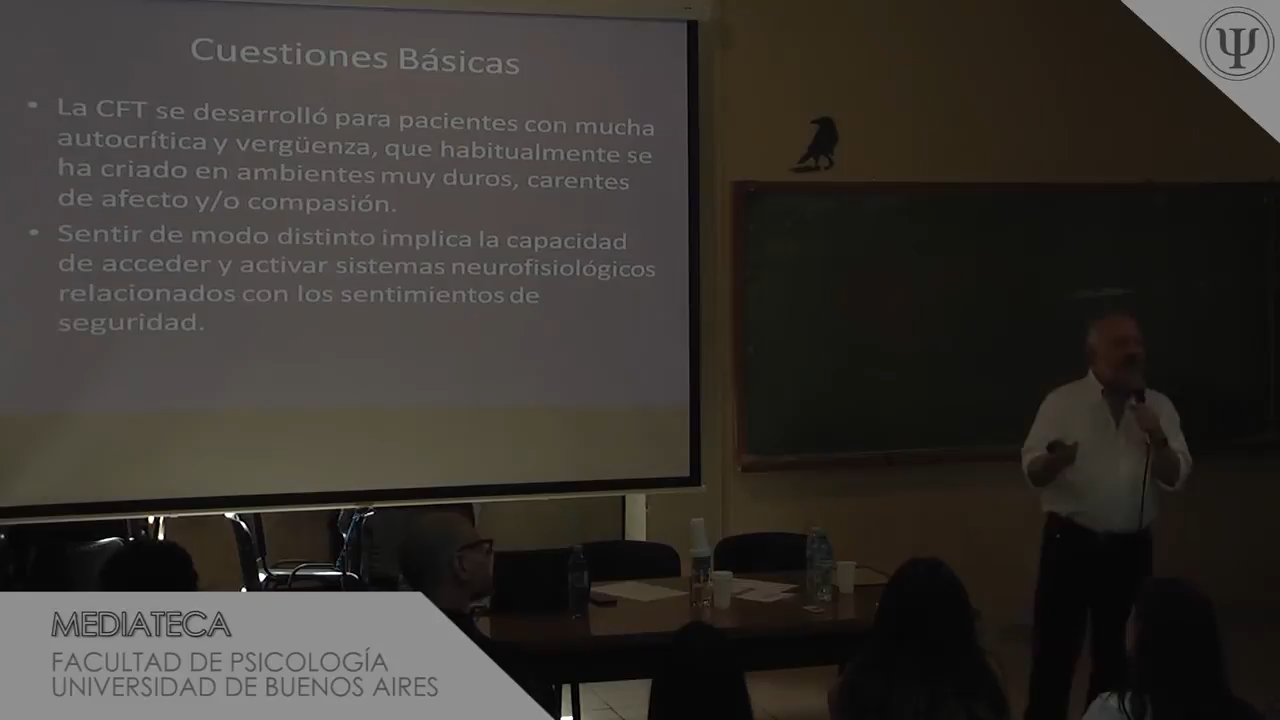 Cuestiones Básicas
• La CFT se desarrolló para pacientes con mucha
autocrítica y vergüenza, que habitualmente se
ha criado en ambientes muy duros, carentes
de afecto y/o compasión.
• Sentir de modo distinto implica la capacidad
de acceder y activar sistemas neurofisiológicos
relacionados con los sentimientos de
seguridad.
Ψ
MEDIATECA
FACULTAD DE PSICOLOGÍA
UNIVERSIDAD DE BUENOS AIRES